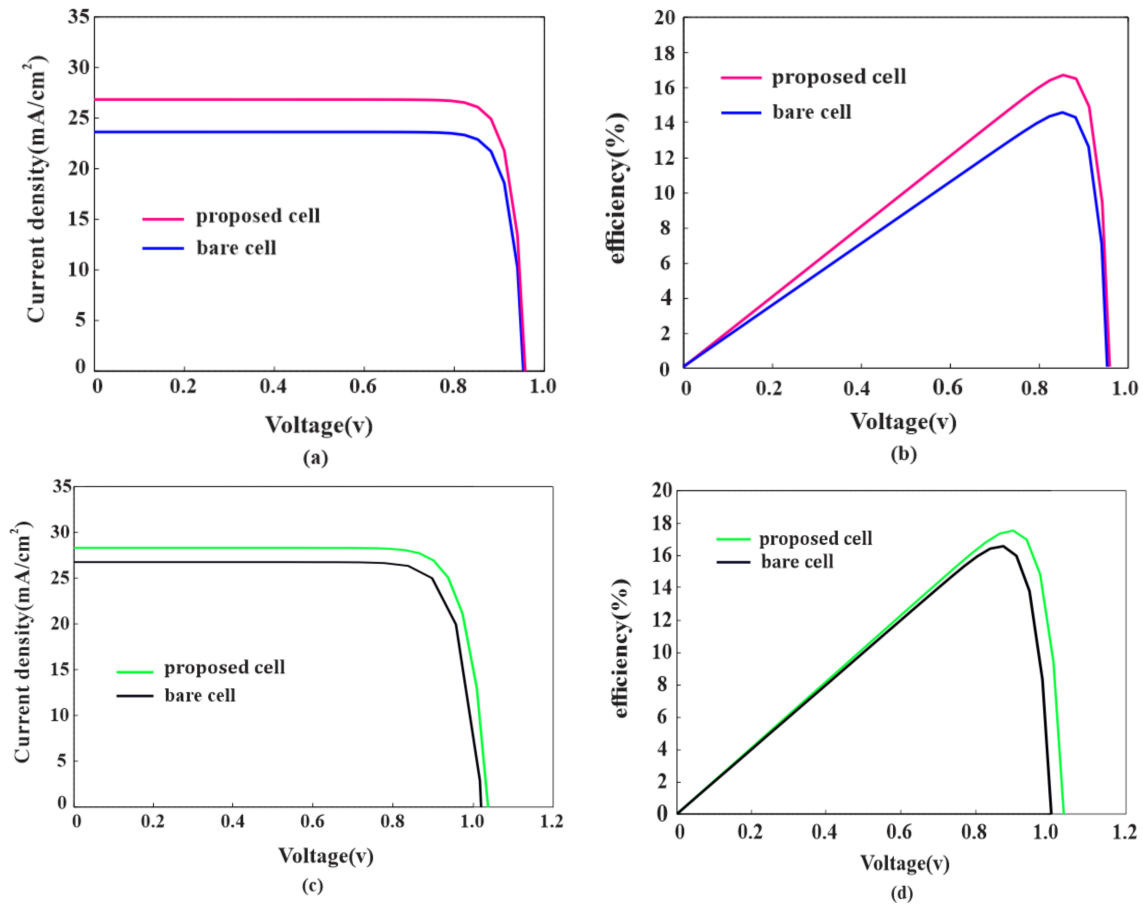 Current density(mA/cm²)
35
30
25
20
15
10
5
0
proposed cell
bare cell
0 0.2 0.4 0.6 0.8 1.0
Voltage(v)
(a)
efficiency(%)
20
18
16
14
12
10
8
6
4
2
0
proposed cell
bare cell
0 0.2 0.4 0.6 0.8 1.0
Voltage(v)
(b)
Current density(mA/cm²)
35
30
25
20
15
10
5
0
proposed cell
bare cell
0 0.2 0.4 0.6 0.8 1.0 1.2
Voltage(v)
(c)
efficiency(%)
20
18
16
14
12
10
8
6
4
2
0
proposed cell
bare cell
0 0.2 0.4 0.6 0.8 1.0 1.2
Voltage(v)
(d)